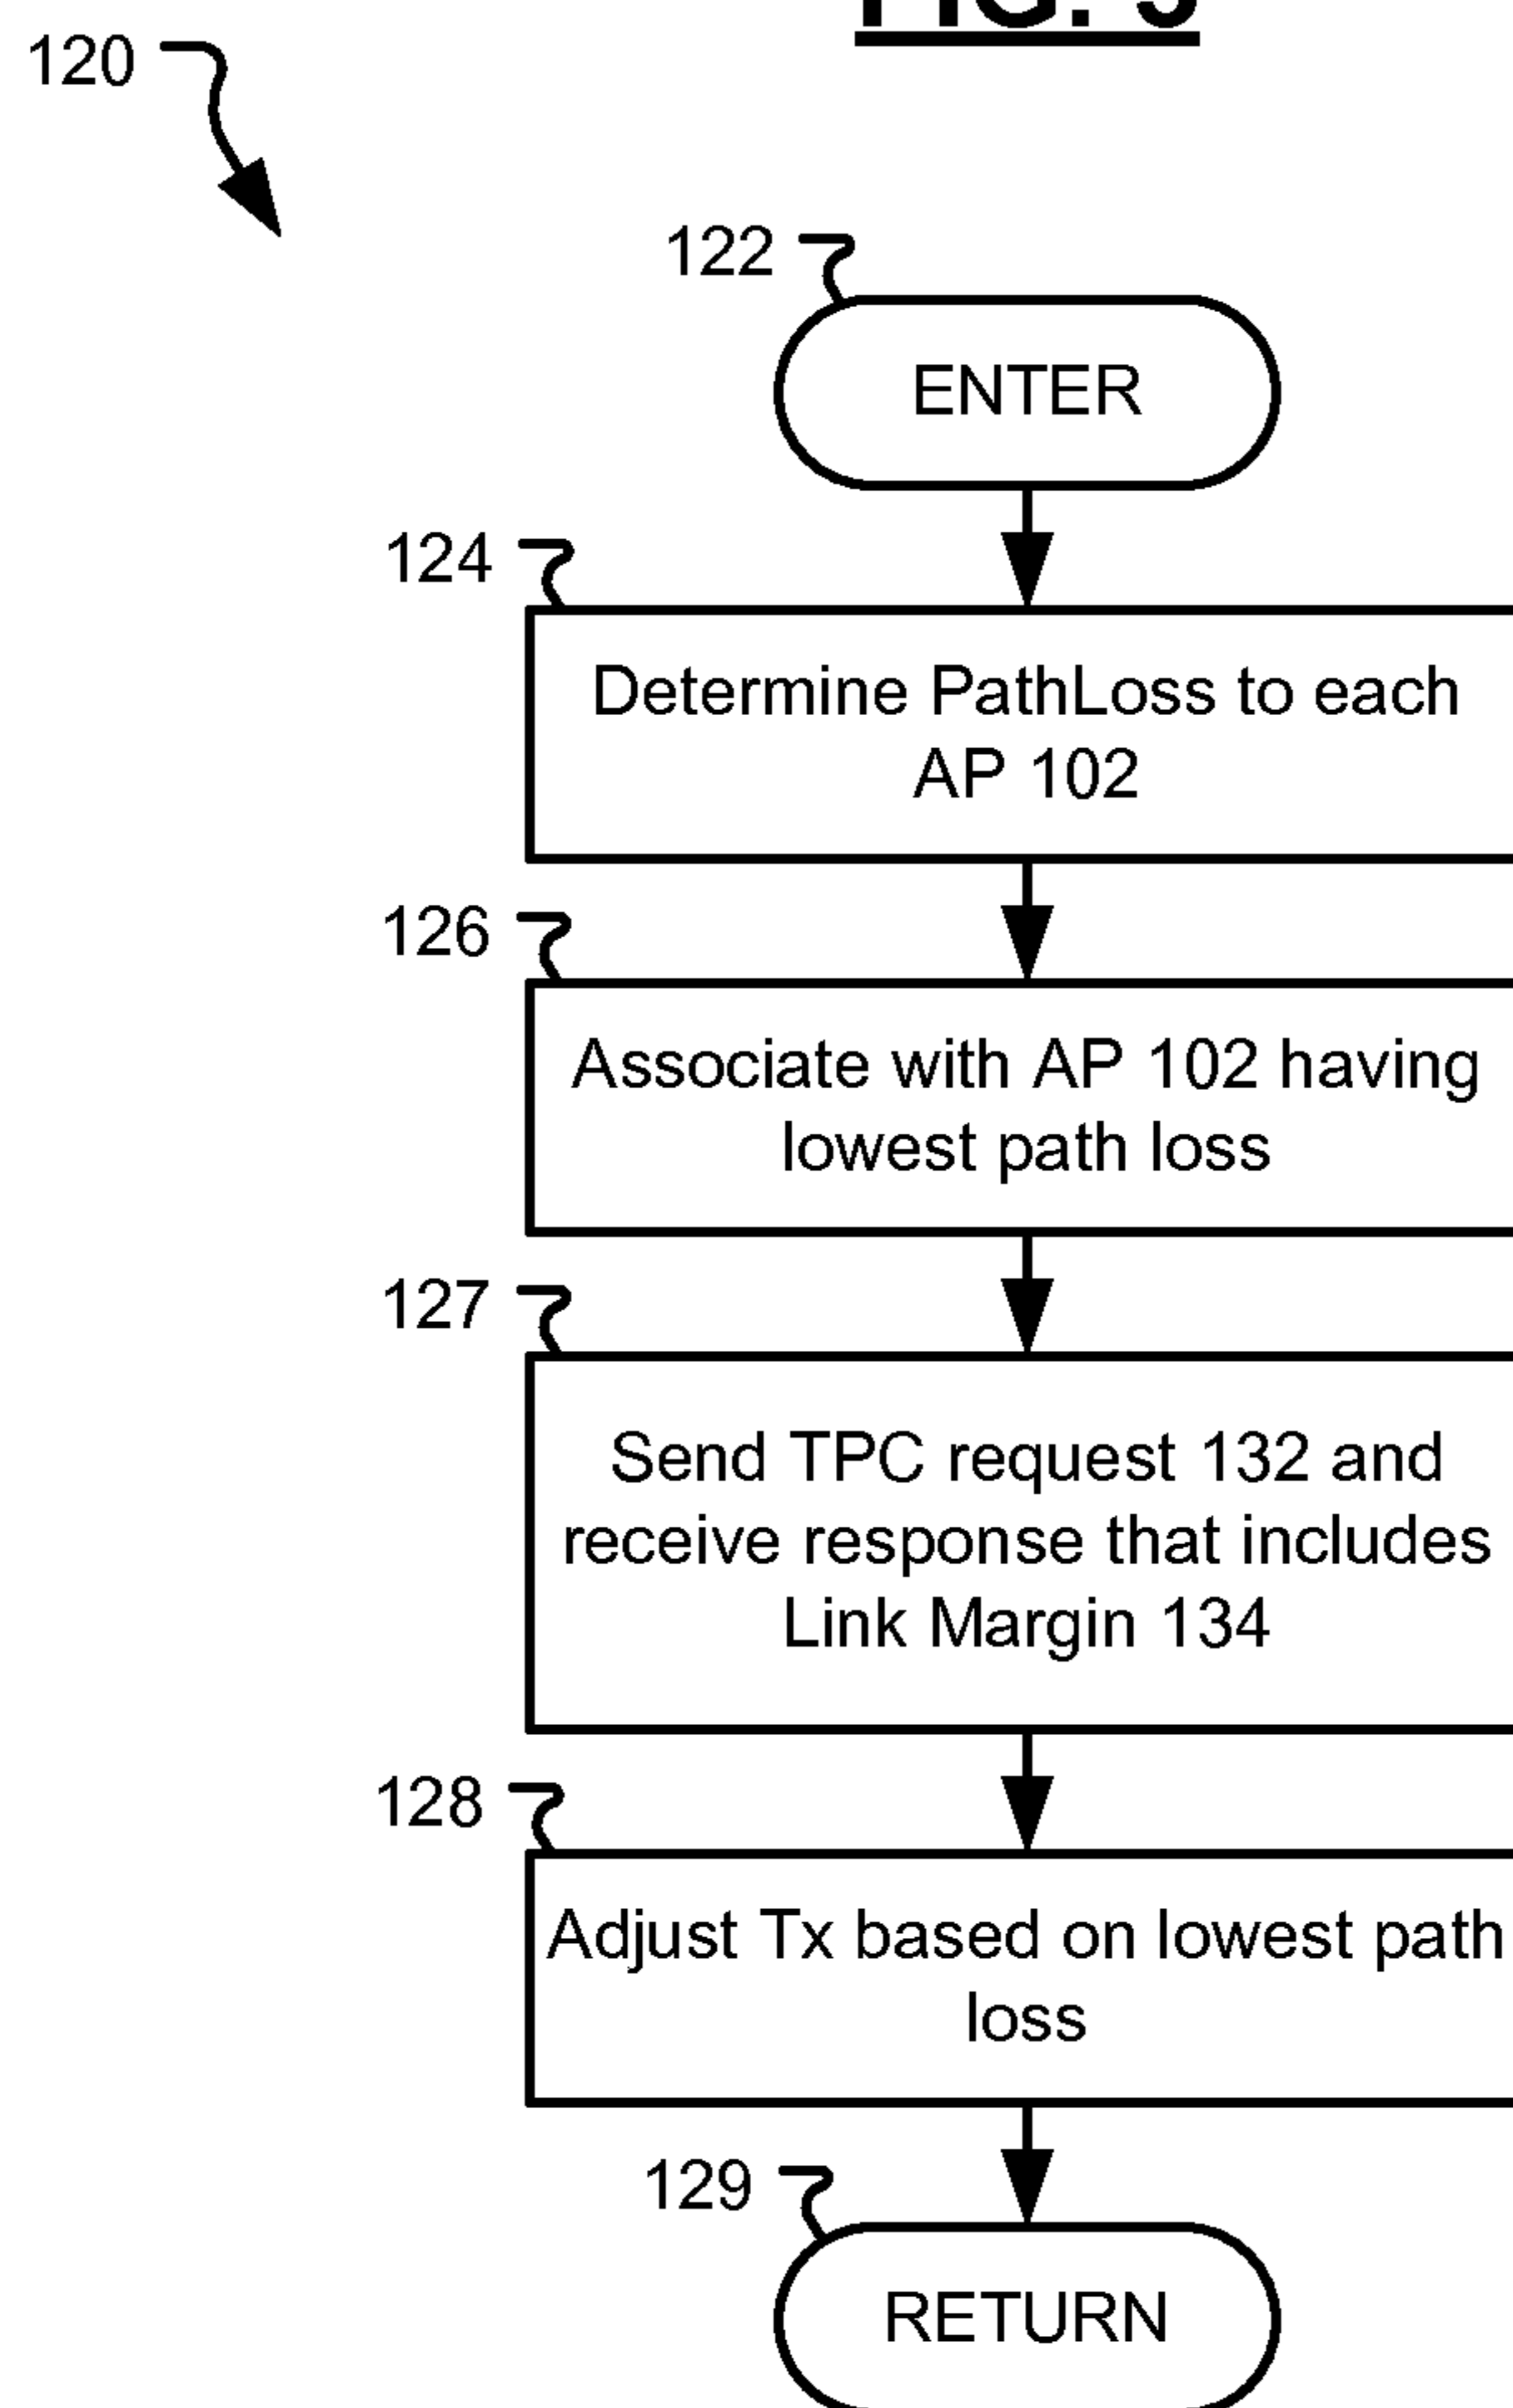 120
122
ENTER
124
Determine PathLoss to each
AP 102
126
Associate with AP 102 having
lowest path loss
127
Send TPC request 132 and
receive response that includes
Link Margin 134
128
Adjust Tx based on lowest path
loss
129
RETURN